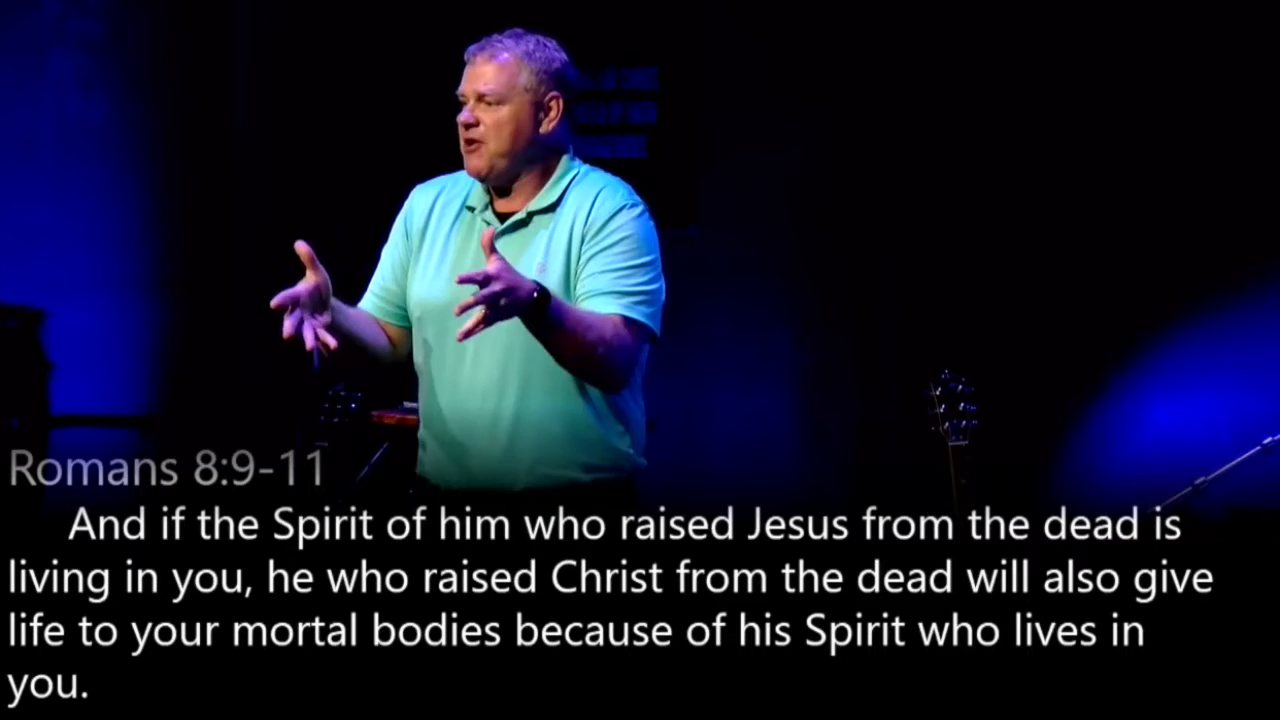 Romans 8:9-11
And if the Spirit of him who raised Jesus from the dead is
living in you, he who raised Christ from the dead will also give
life to your mortal bodies because of his Spirit who lives in
you.